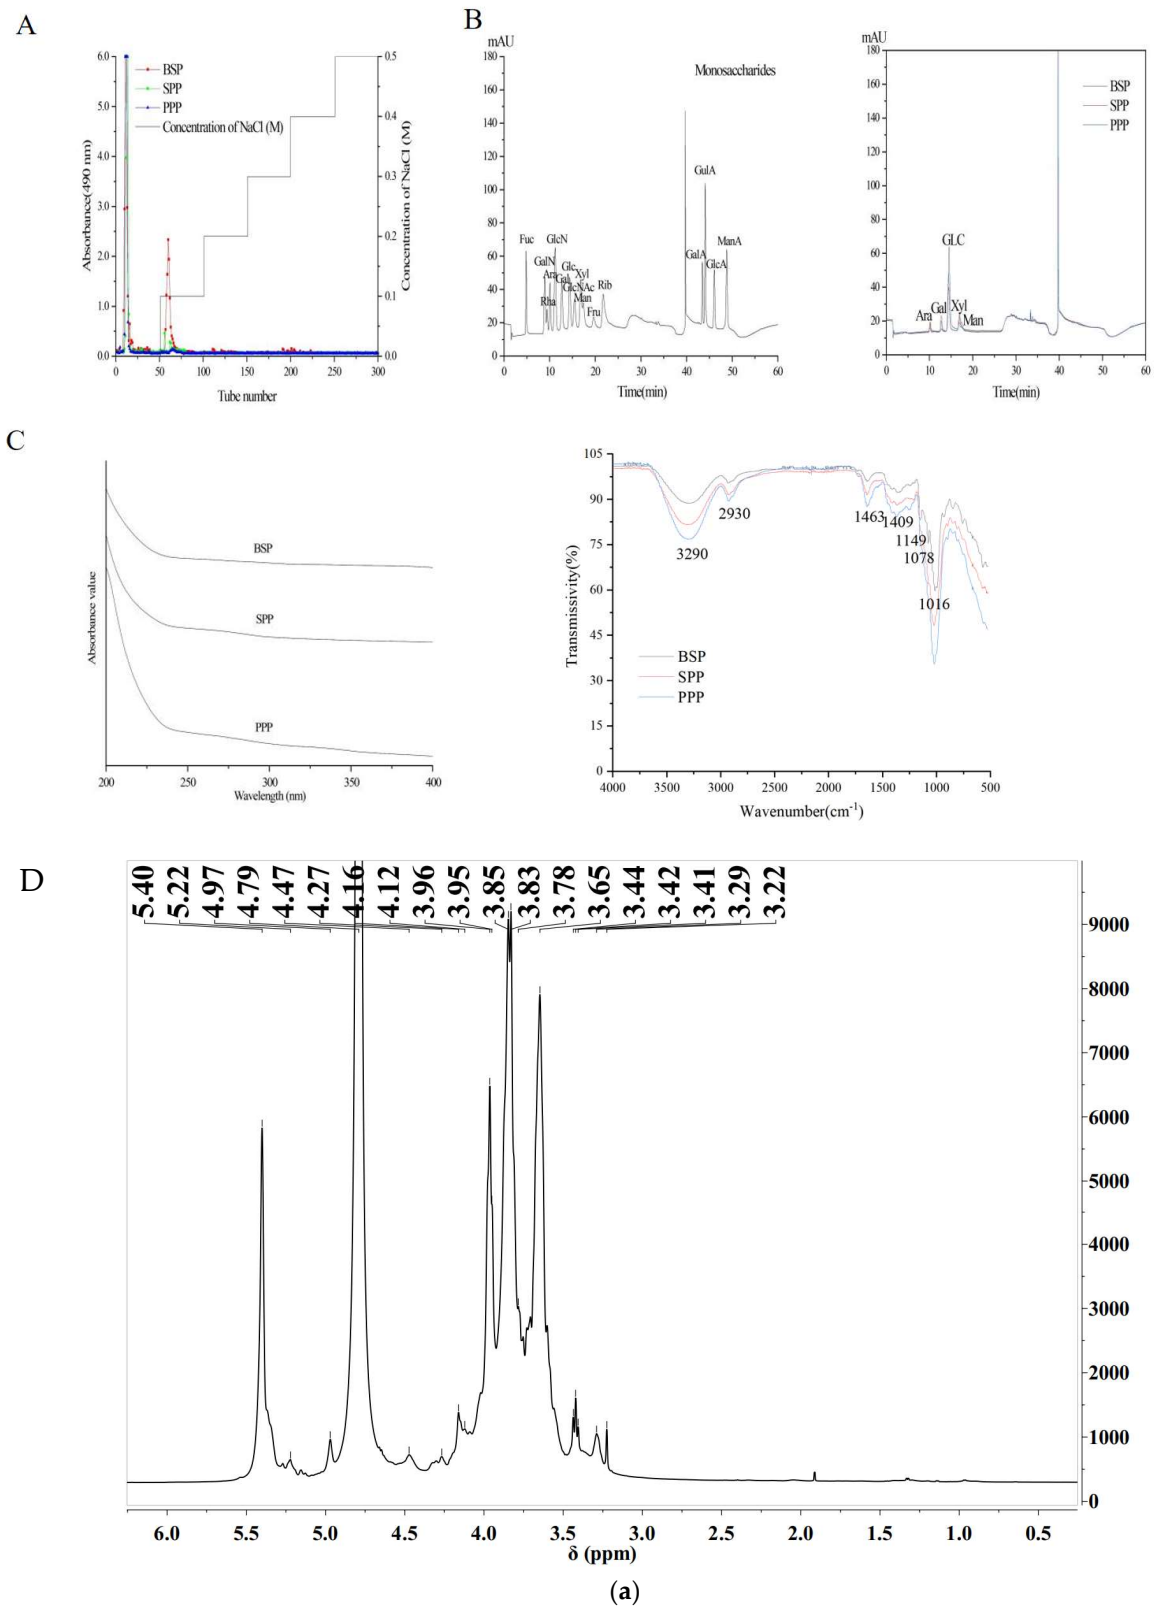 A
6.0
5.0
4.0
3.0
2.0
1.0
0.0
0.5
0.4
0.3
0.2
0.1
0.0
BSP
SPP
PPP
Concentration of NaCl (M)
Absorbance(490 nm)
Concentration of NaCl (M)
0 50 100 150 200 250 300
Tube number
B
mAU
180
160
140
120
100
80
60
40
20
0
Monosaccharides
GulA
Fuc
GlcN
GalN
Glc
Ara
Xyl
Gal
GlcNAc
Rha
Man
Fru
Rib
GalA
GlcA
ManA
0 10 20 30 40 50 60
Time(min)
mAU
180
160
140
120
100
80
60
40
20
0
BSP
SPP
PPP
GLC
Ara
Gal
Xyl
Man
0 10 20 30 40 50 60
Time(min)
C
Absorbance value
BSP
SPP
PPP
200 250 300 350 400
Wavelength (nm)
105
90
75
60
45
30
15
0
Transmissivity(%)
3290
2930
1463
1409
1149
1078
1016
BSP
SPP
PPP
4000 3500 3000 2500 2000 1500 1000 500
Wavenumber(cm-1)
D
5.40
5.22
4.97
4.79
4.47
4.27
4.16
4.12
3.96
3.95
3.85
3.83
3.78
3.65
3.44
3.42
3.41
3.29
3.22
9000
8000
7000
6000
5000
4000
3000
2000
1000
0
6.0 5.5 5.0 4.5 4.0 3.5 3.0 2.5 2.0 1.5 1.0 0.5
δ (ppm)
(a)